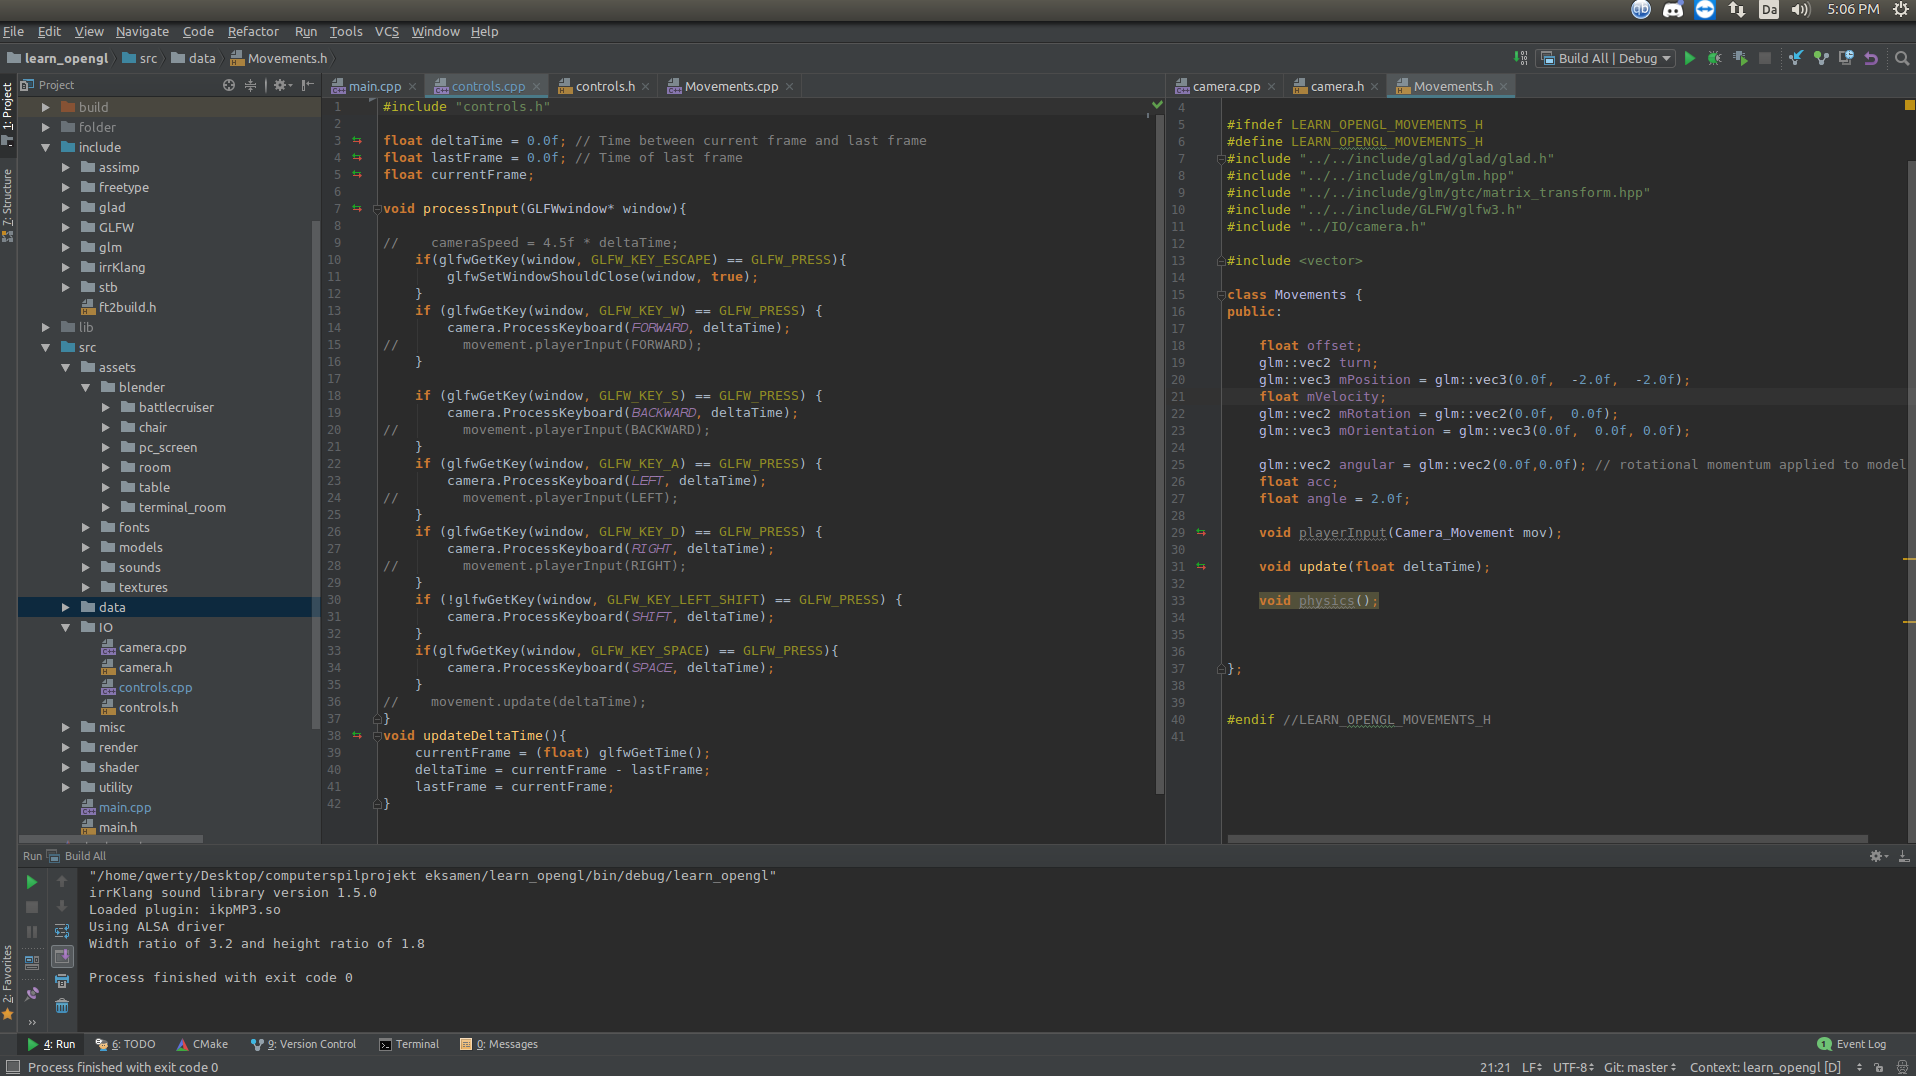 Da
5:06 PM
File Edit View Navigate Code Refactor Run Tools VCS Window Help
learn_opengl src data Movements.h
Build All | Debug
1: Project
7: Structure
2: Favorites
Project
build
folder
include
assimp
freetype
glad
GLFW
glm
irrKlang
stb
ft2build.h
lib
src
assets
blender
battlecruiser
chair
pc_screen
room
table
terminal_room
fonts
models
sounds
textures
data
IO
camera.cpp
camera.h
controls.cpp
controls.h
misc
render
shader
utility
main.cpp
main.h
main.cpp controls.cpp controls.h Movements.cpp
1 #include "controls.h"
2
3 float deltaTime = 0.0f; // Time between current frame and last frame
4 float lastFrame = 0.0f; // Time of last frame
5 float currentFrame;
6
7 void processInput(GLFWwindow* window){
8
9 //    cameraSpeed = 4.5f * deltaTime;
10     if(glfwGetKey(window, GLFW_KEY_ESCAPE) == GLFW_PRESS){
11         glfwSetWindowShouldClose(window, true);
12     }
13     if (glfwGetKey(window, GLFW_KEY_W) == GLFW_PRESS) {
14         camera.ProcessKeyboard(FORWARD, deltaTime);
15 //        movement.playerInput(FORWARD);
16     }
17
18     if (glfwGetKey(window, GLFW_KEY_S) == GLFW_PRESS) {
19         camera.ProcessKeyboard(BACKWARD, deltaTime);
20 //        movement.playerInput(BACKWARD);
21     }
22     if (glfwGetKey(window, GLFW_KEY_A) == GLFW_PRESS) {
23         camera.ProcessKeyboard(LEFT, deltaTime);
24 //        movement.playerInput(LEFT);
25     }
26     if (glfwGetKey(window, GLFW_KEY_D) == GLFW_PRESS) {
27         camera.ProcessKeyboard(RIGHT, deltaTime);
28 //        movement.playerInput(RIGHT);
29     }
30     if (!glfwGetKey(window, GLFW_KEY_LEFT_SHIFT) == GLFW_PRESS) {
31         camera.ProcessKeyboard(SHIFT, deltaTime);
32     }
33     if(glfwGetKey(window, GLFW_KEY_SPACE) == GLFW_PRESS){
34         camera.ProcessKeyboard(SPACE, deltaTime);
35     }
36 //    movement.update(deltaTime);
37 }
38 void updateDeltaTime(){
39     currentFrame = (float) glfwGetTime();
40     deltaTime = currentFrame - lastFrame;
41     lastFrame = currentFrame;
42 }
camera.cpp camera.h Movements.h
4
5 #ifndef LEARN_OPENGL_MOVEMENTS_H
6 #define LEARN_OPENGL_MOVEMENTS_H
7 #include "../../include/glad/glad/glad.h"
8 #include "../../include/glm/glm.hpp"
9 #include "../../include/glm/gtc/matrix_transform.hpp"
10 #include "../../include/GLFW/glfw3.h"
11 #include "../IO/camera.h"
12
13 #include <vector>
14
15 class Movements {
16 public:
17
18     float offset;
19     glm::vec2 turn;
20     glm::vec3 mPosition = glm::vec3(0.0f,  -2.0f,  -2.0f);
21     float mVelocity;
22     glm::vec2 mRotation = glm::vec2(0.0f,  0.0f);
23     glm::vec3 mOrientation = glm::vec3(0.0f,  0.0f, 0.0f);
24
25     glm::vec2 angular = glm::vec2(0.0f,0.0f); // rotational momentum applied to model
26     float acc;
27     float angle = 2.0f;
28
29     void playerInput(Camera_Movement mov);
30
31     void update(float deltaTime);
32
33     void physics();
34
35
36
37 };
38
39
40 #endif //LEARN_OPENGL_MOVEMENTS_H
41
Run Build All
"/home/qwerty/Desktop/computerspilprojekt eksamen/learn_opengl/bin/debug/learn_opengl"
irrKlang sound library version 1.5.0
Loaded plugin: ikpMP3.so
Using ALSA driver
Width ratio of 3.2 and height ratio of 1.8
Process finished with exit code 0
4: Run 6: TODO CMake 9: Version Control Terminal 0: Messages 1 Event Log
Process finished with exit code 0 21:21 LF UTF-8 Git: master Context: learn_opengl [D]